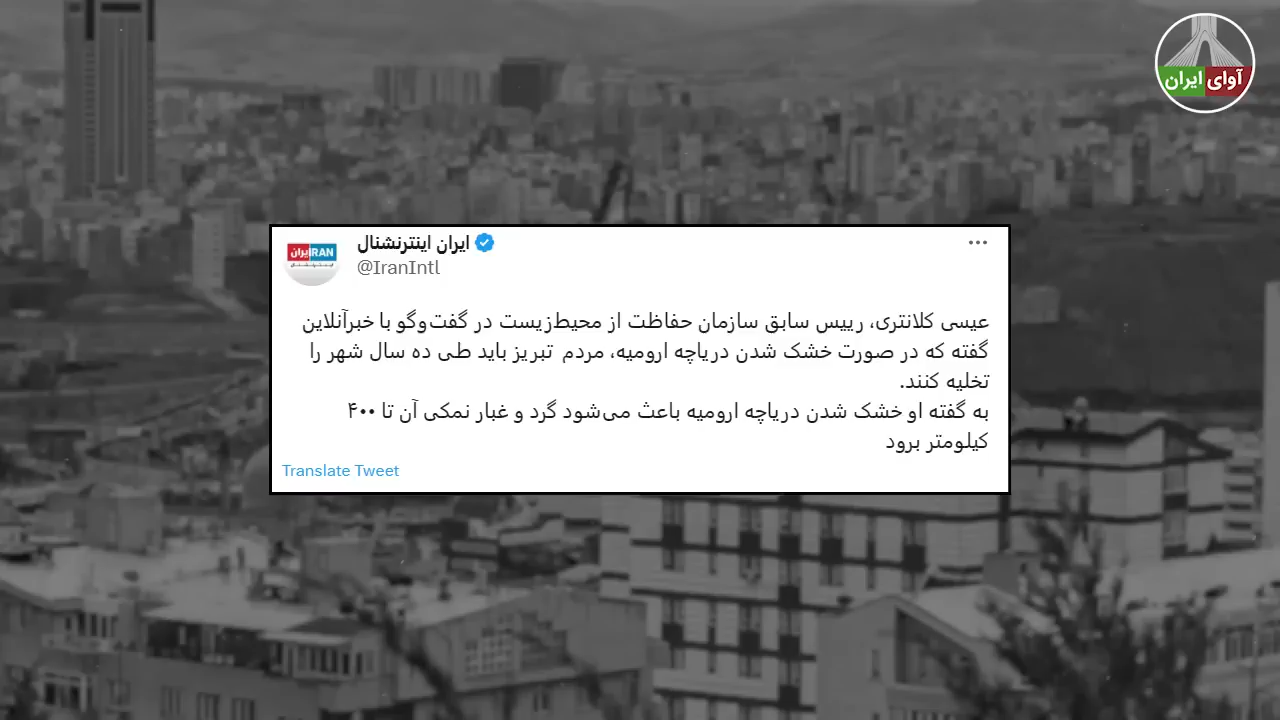 آوای ایران
ایران اینترنشنال
@IranIntl
ایران IRAN
اینترنشنال
عیسی کلانتری، رییس سابق سازمان حفاظت از محیط‌زیست در گفت‌وگو با خبرآنلاین
گفته که در صورت خشک شدن دریاچه ارومیه، مردم تبریز باید طی ده سال شهر را
تخلیه کنند.
به گفته او خشک شدن دریاچه ارومیه باعث می‌شود گرد و غبار نمکی آن تا ۴۰۰
کیلومتر برود
Translate Tweet